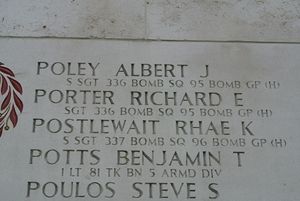 POLEY ALBERT J
S SGT 336 BOMB SQ 95 BOMB GP (H)
PORTER RICHARD E
SGT 336 BOMB SQ 95 BOMB GP (H)
POSTLEWAIT RHAE K
S SGT 337 BOMB SQ 96 BOMB GP (H)
POTTS BENJAMIN T
1 LT 81 TK BN 5 ARMD DIV
POULOS STEVE S